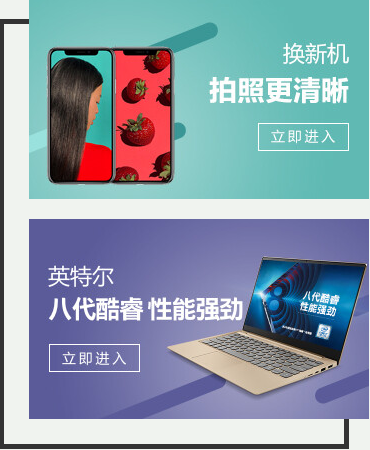 换新机
拍照更清晰
立即进入
英特尔
八代酷睿 性能强劲
立即进入
八代酷睿
性能强劲